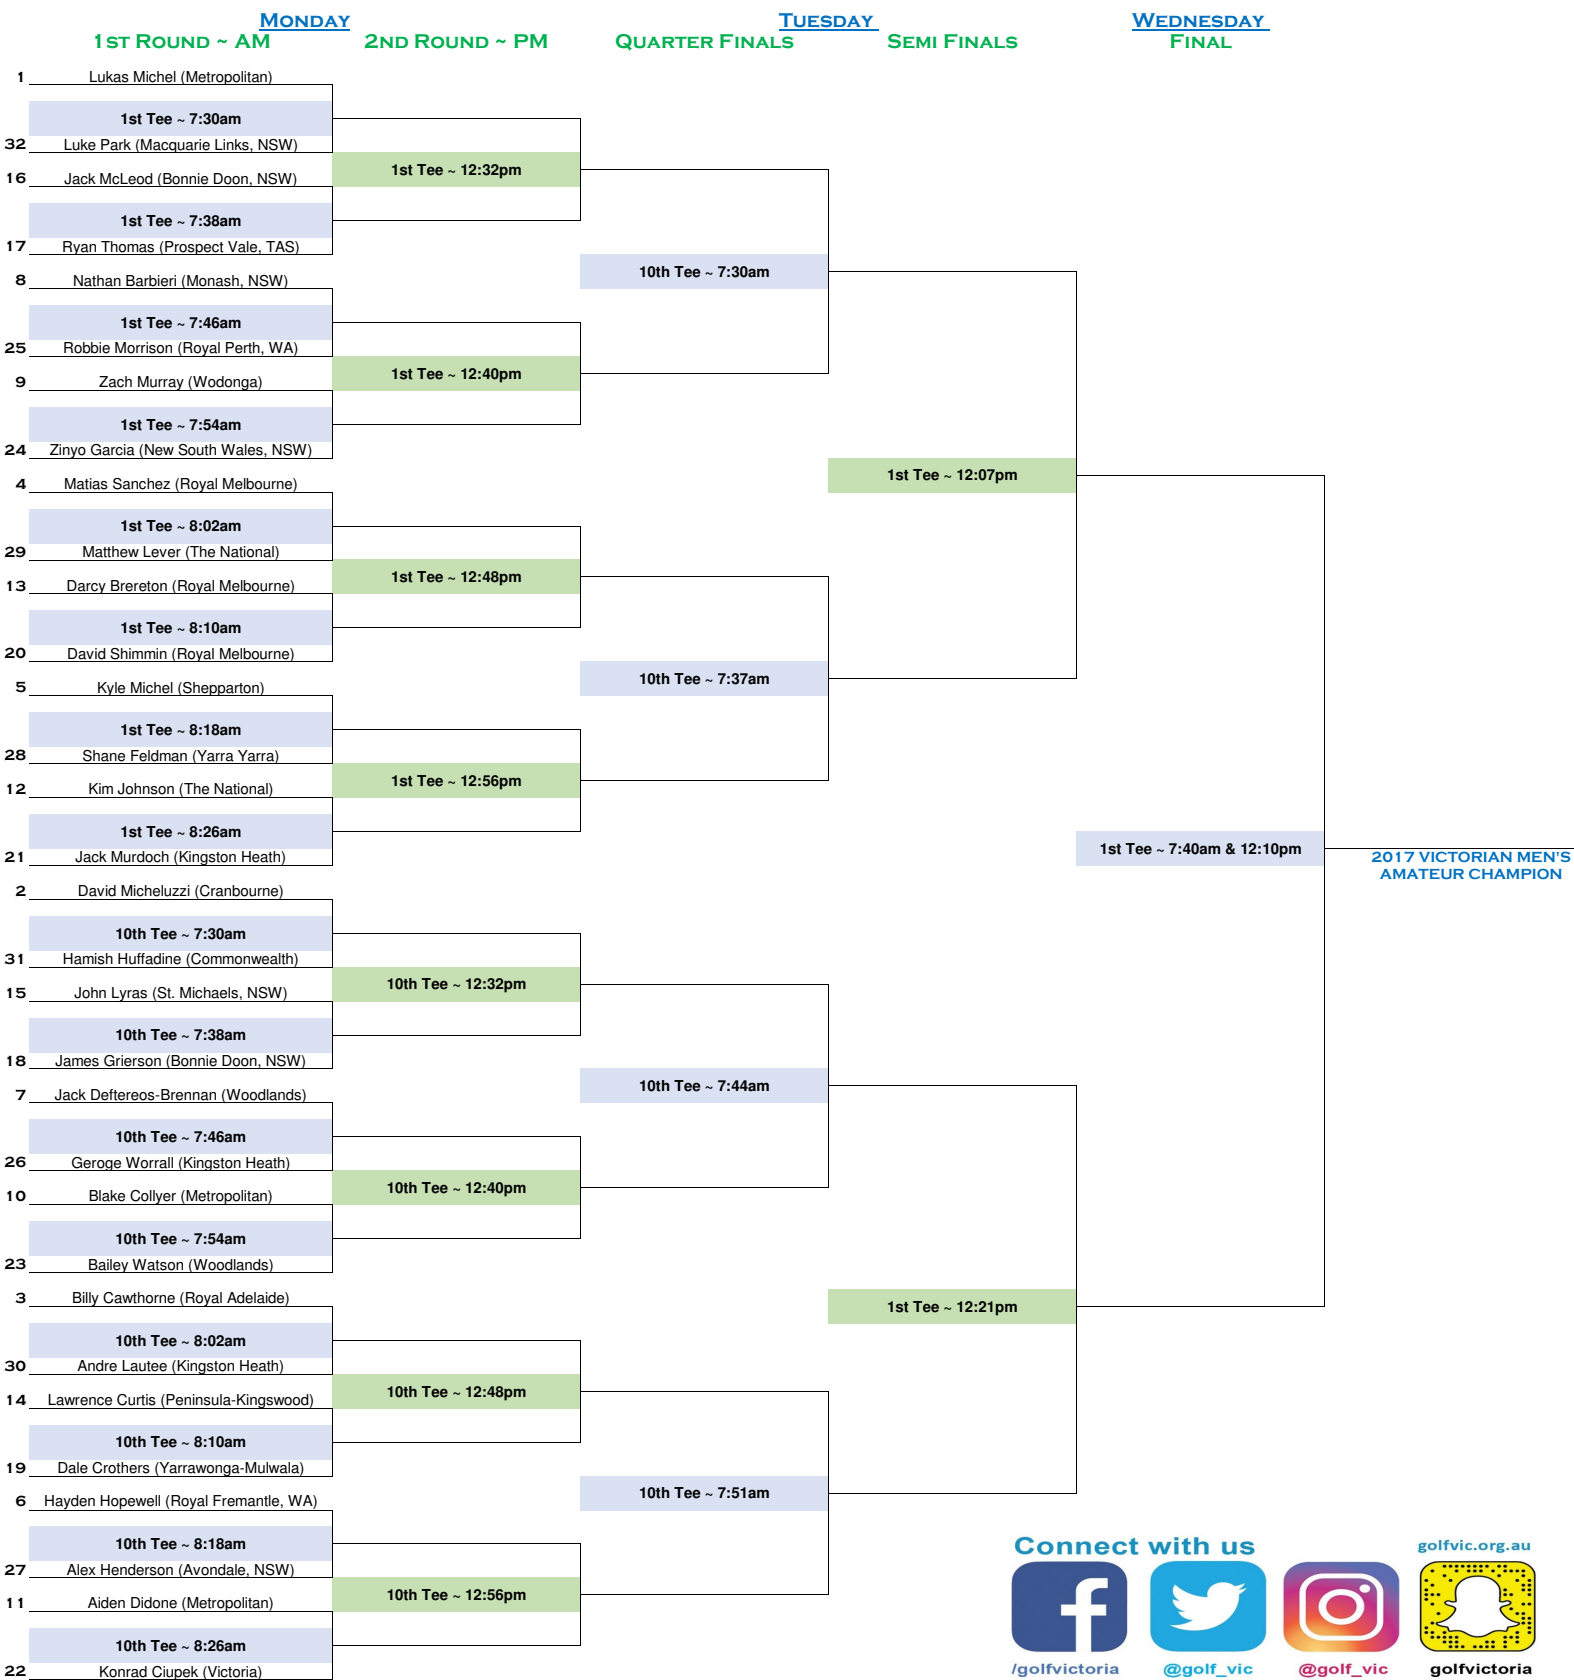 MONDAY TUESDAY WEDNESDAY
1ST ROUND ~ AM 2ND ROUND ~ PM QUARTER FINALS SEMI FINALS FINAL
1 Lukas Michel (Metropolitan)
1st Tee ~ 7:30am
32 Luke Park (Macquarie Links, NSW)
1st Tee ~ 12:32pm
16 Jack McLeod (Bonnie Doon, NSW)
1st Tee ~ 7:38am
17 Ryan Thomas (Prospect Vale, TAS)
10th Tee ~ 7:30am
8 Nathan Barbieri (Monash, NSW)
1st Tee ~ 7:46am
25 Robbie Morrison (Royal Perth, WA)
1st Tee ~ 12:40pm
9 Zach Murray (Wodonga)
1st Tee ~ 7:54am
24 Zinyo Garcia (New South Wales, NSW)
1st Tee ~ 12:07pm
4 Matias Sanchez (Royal Melbourne)
1st Tee ~ 8:02am
29 Matthew Lever (The National)
1st Tee ~ 12:48pm
13 Darcy Brereton (Royal Melbourne)
1st Tee ~ 8:10am
20 David Shimmin (Royal Melbourne)
10th Tee ~ 7:37am
5 Kyle Michel (Shepparton)
1st Tee ~ 8:18am
28 Shane Feldman (Yarra Yarra)
1st Tee ~ 12:56pm
12 Kim Johnson (The National)
1st Tee ~ 8:26am
21 Jack Murdoch (Kingston Heath)
1st Tee ~ 7:40am & 12:10pm
2017 VICTORIAN MEN'S
AMATEUR CHAMPION
2 David Micheluzzi (Cranbourne)
10th Tee ~ 7:30am
31 Hamish Huffadine (Commonwealth)
10th Tee ~ 12:32pm
15 John Lyras (St. Michaels, NSW)
10th Tee ~ 7:38am
18 James Grierson (Bonnie Doon, NSW)
10th Tee ~ 7:44am
7 Jack Deftereos-Brennan (Woodlands)
10th Tee ~ 7:46am
26 Geroge Worrall (Kingston Heath)
10th Tee ~ 12:40pm
10 Blake Collyer (Metropolitan)
10th Tee ~ 7:54am
23 Bailey Watson (Woodlands)
1st Tee ~ 12:21pm
3 Billy Cawthorne (Royal Adelaide)
10th Tee ~ 8:02am
30 Andre Lautee (Kingston Heath)
10th Tee ~ 12:48pm
14 Lawrence Curtis (Peninsula-Kingswood)
10th Tee ~ 8:10am
19 Dale Crothers (Yarrawonga-Mulwala)
10th Tee ~ 7:51am
6 Hayden Hopewell (Royal Fremantle, WA)
10th Tee ~ 8:18am
27 Alex Henderson (Avondale, NSW)
10th Tee ~ 12:56pm
11 Aiden Didone (Metropolitan)
10th Tee ~ 8:26am
22 Konrad Ciupek (Victoria)
Connect with us golfvic.org.au
/golfvictoria @golf_vic @golf_vic golfvictoria